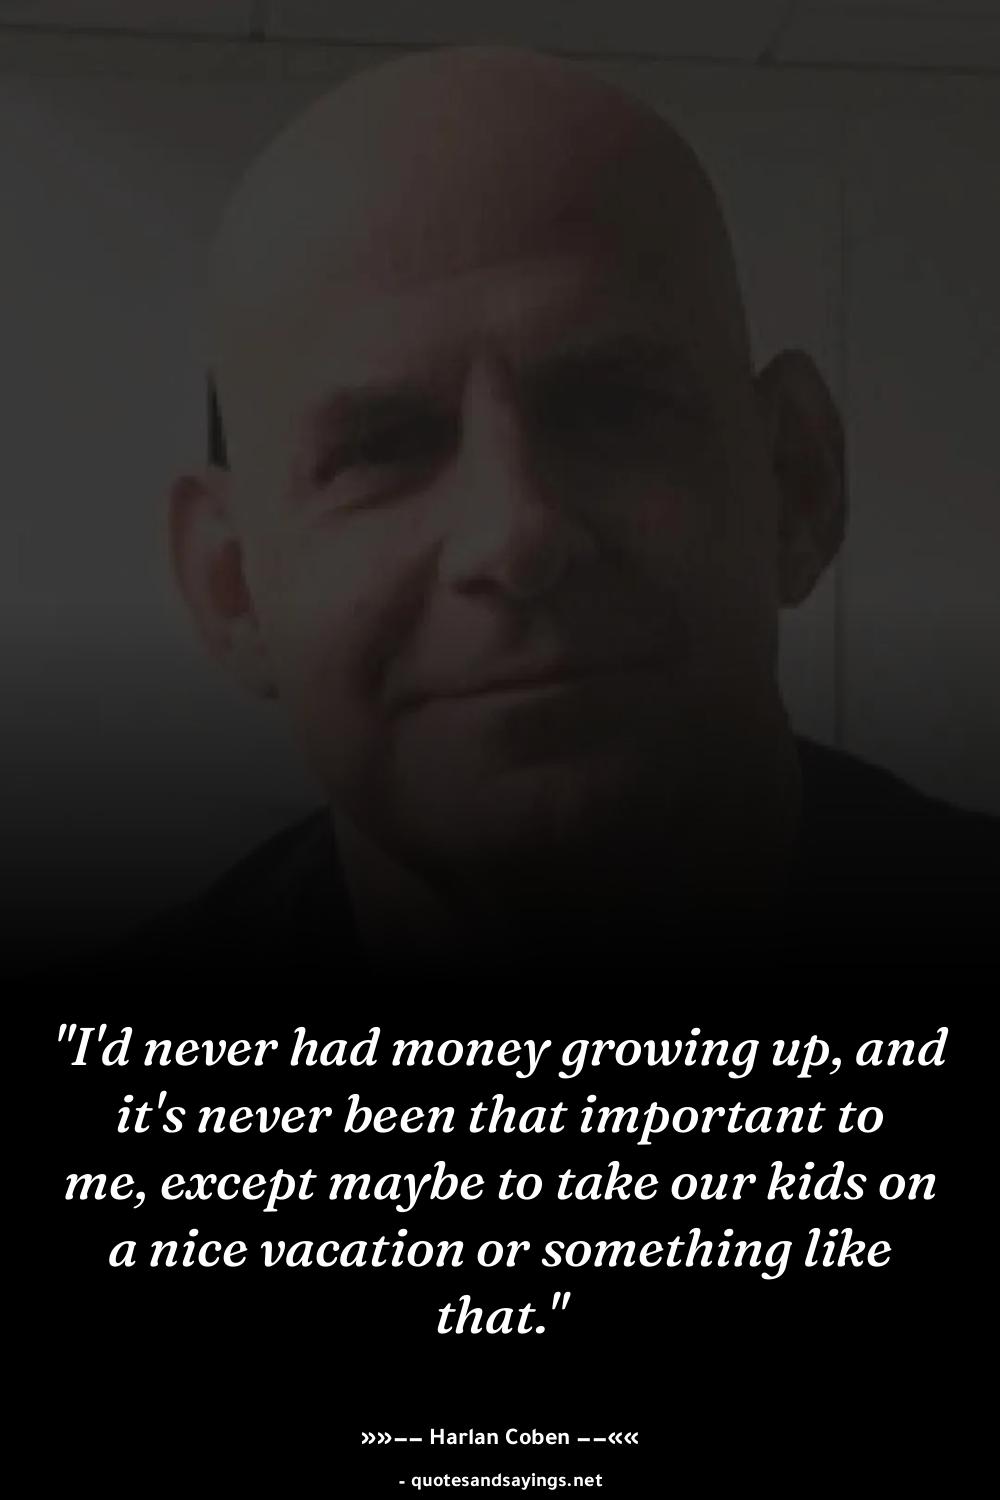 "I'd never had money growing up, and
it's never been that important to
me, except maybe to take our kids on
a nice vacation or something like
that."
»»–– Harlan Coben ––««
- quotesandsayings.net